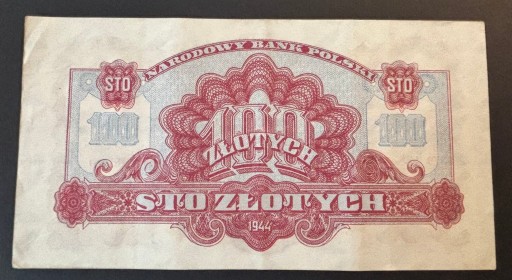 NARODOWY BANK POLSKI
STO STO
100 100 100
ZŁOTYCH
STO ZŁOTYCH
1944